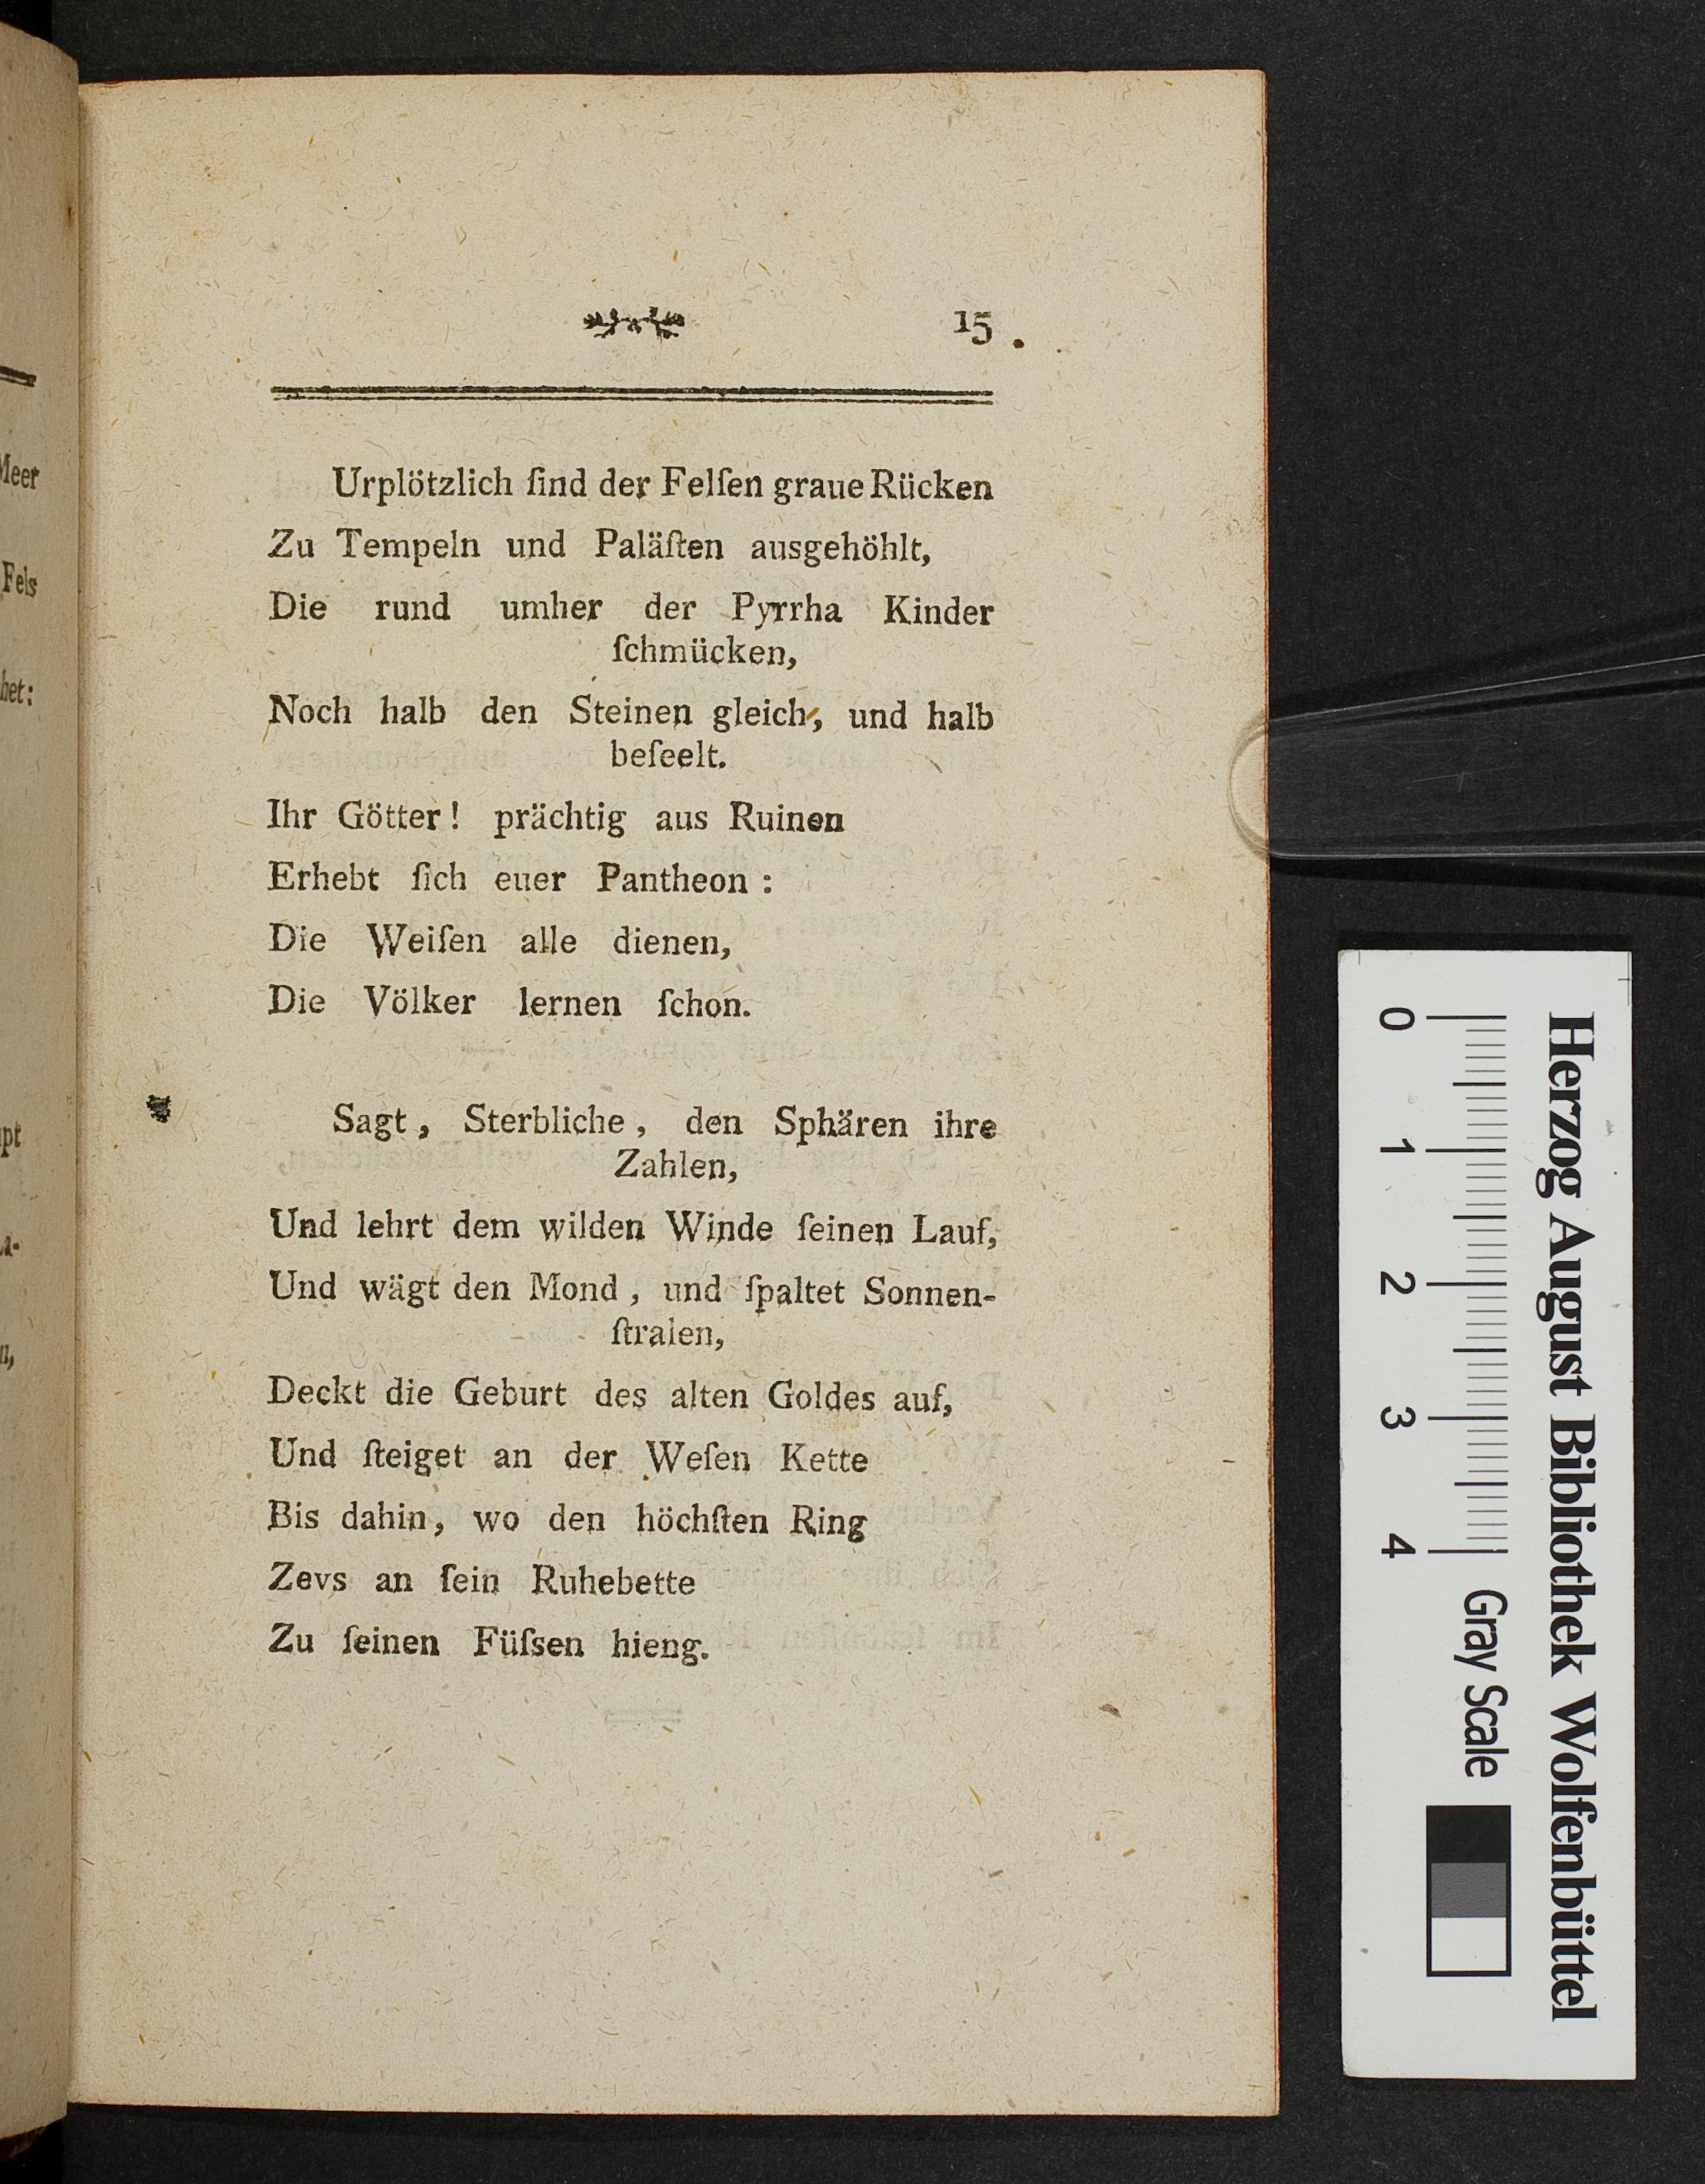 15
Urplötzlich ſind der Felſen graue Rücken
Zu Tempeln und Paläſten ausgehöhlt,
Die rund umher der Pyrrha Kinder
ſchmücken,
Noch halb den Steinen gleich, und halb
beſeelt.
Ihr Götter! prächtig aus Ruinen
Erhebt ſich euer Pantheon:
Die Weiſen alle dienen,
Die Völker lernen ſchon.
Sagt, Sterbliche, den Sphären ihre
Zahlen,
Und lehrt dem wilden Winde ſeinen Lauf,
Und wägt den Mond, und ſpaltet Sonnen-
ſtralen,
Deckt die Geburt des alten Goldes auf,
Und ſteiget an der Weſen Kette
Bis dahin, wo den höchſten Ring
Zevs an ſein Ruhebette
Zu ſeinen Füſsen hieng.
Meer
Fels
het:
Herzog August Bibliothek Wolfenbüttel
0 1 2 3 4 Gray Scale